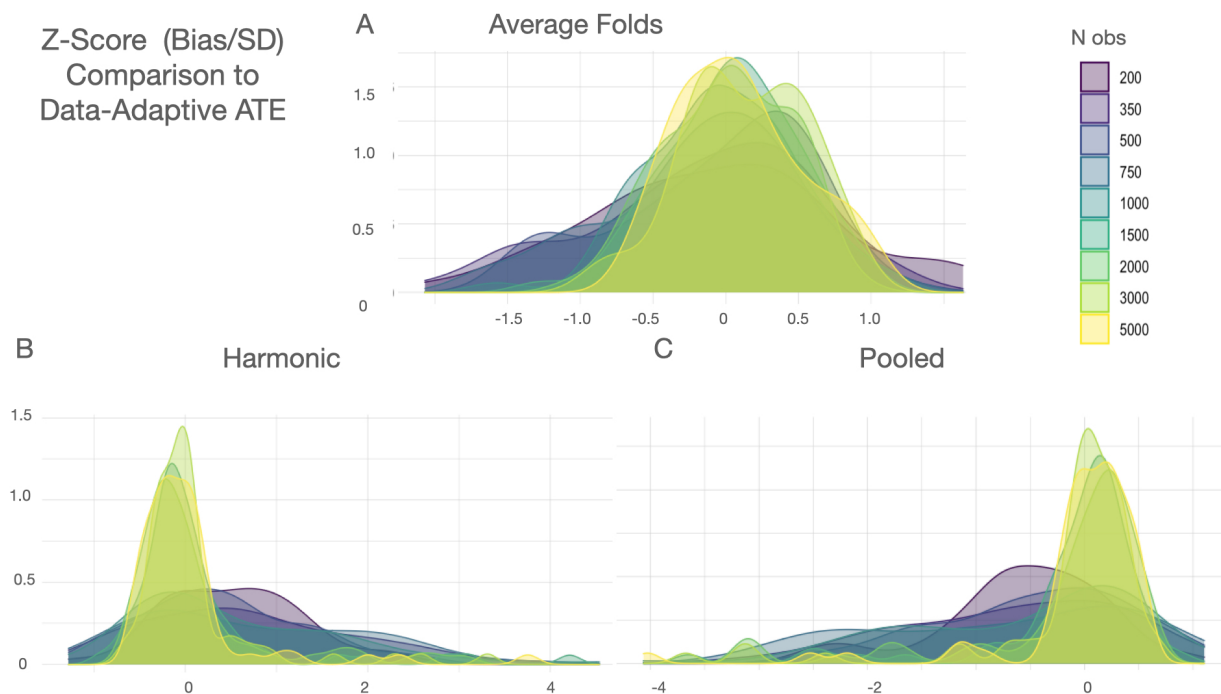 Z-Score (Bias/SD)
Comparison to
Data-Adaptive ATE
A
Average Folds
N obs
200
350
500
750
1000
1500
2000
3000
5000
1.5
1.0
0.5
0
-1.5
-1.0
-0.5
0
0.5
1.0
B
Harmonic
1.5
1.0
0.5
0
0
2
4
C
Pooled
-4
-2
0